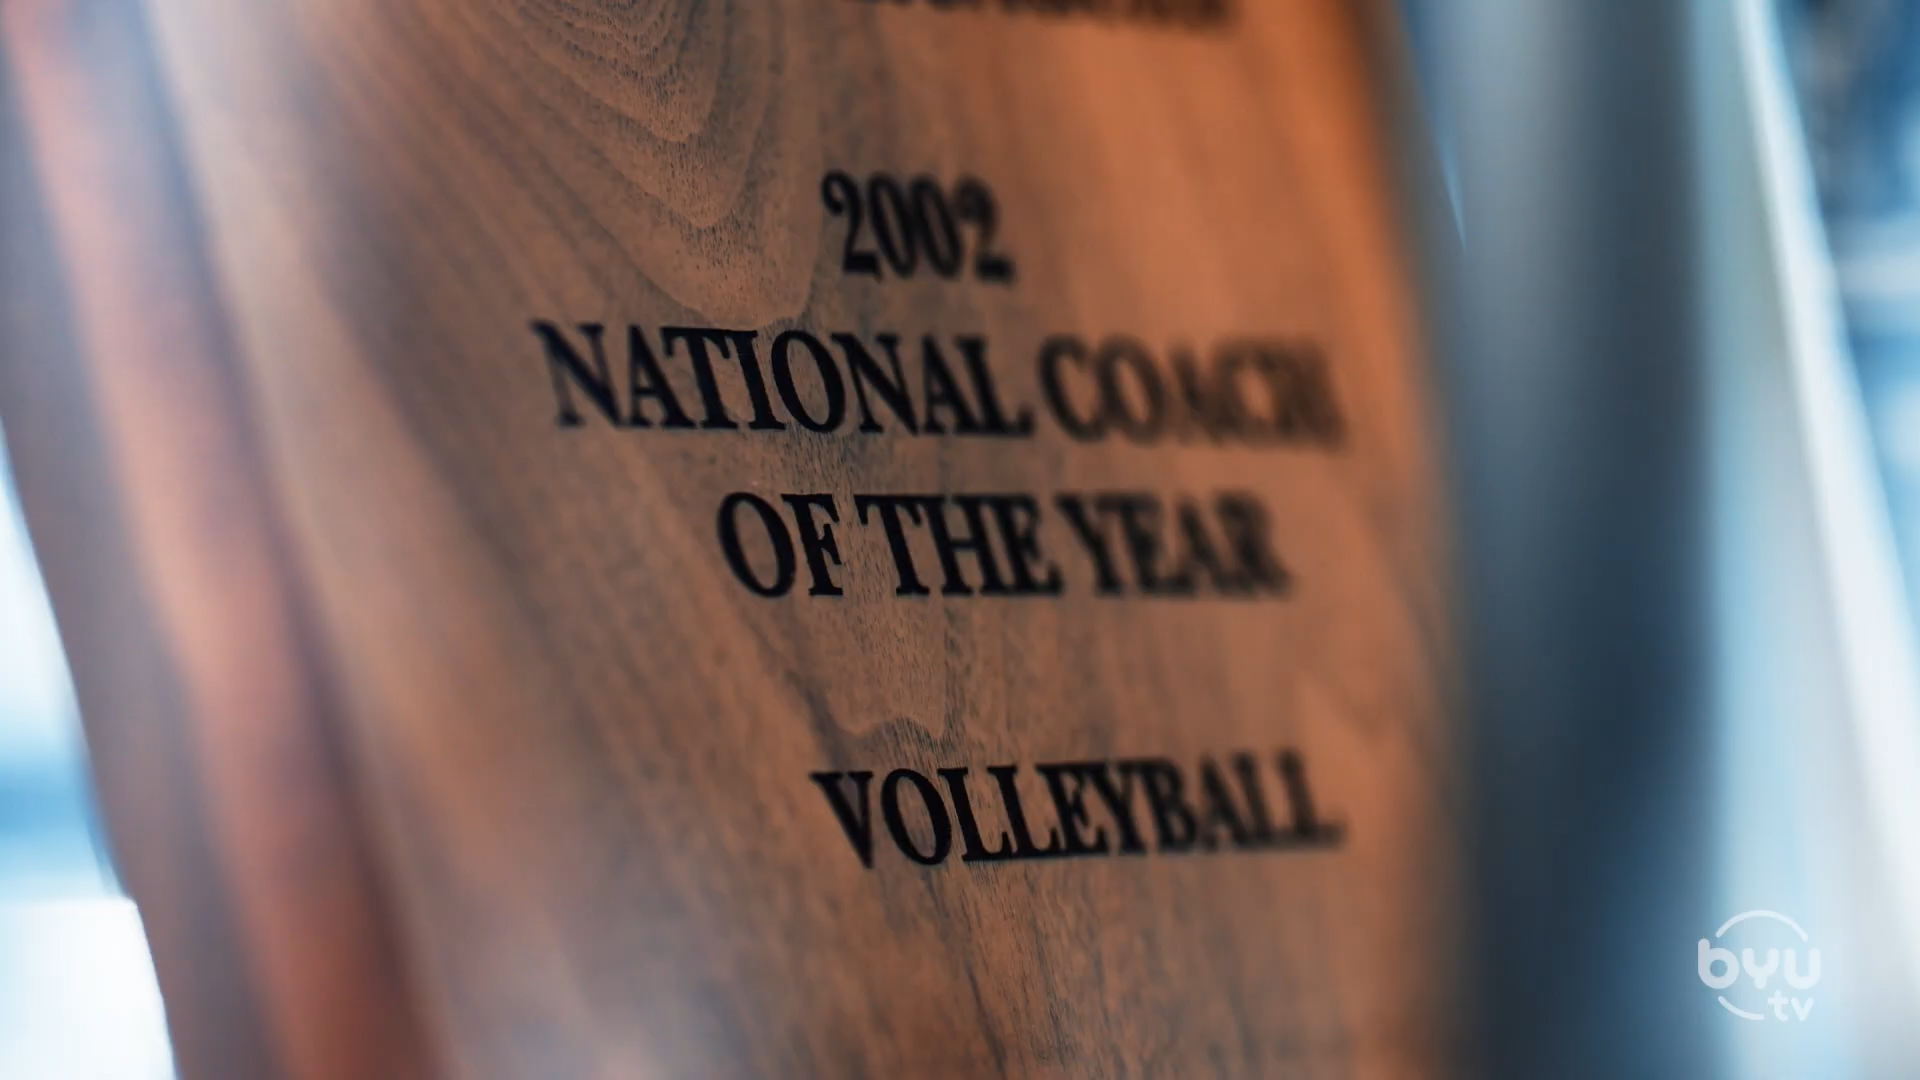 2002
NATIONAL COACH
OF THE YEAR
VOLLEYBALL
byu
tv